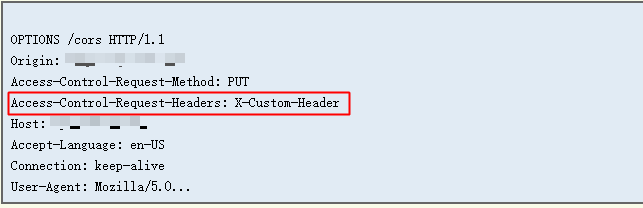 OPTIONS /cors HTTP/1.1
Origin:
Access-Control-Request-Method: PUT
Access-Control-Request-Headers: X-Custom-Header
Host:
Accept-Language: en-US
Connection: keep-alive
User-Agent: Mozilla/5.0...